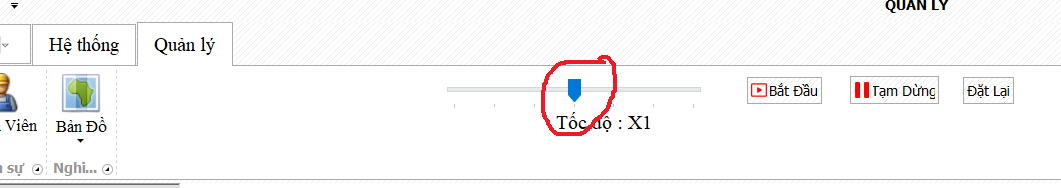 QUẢN LÝ
Hệ thống
Quản lý
Bắt Đầu
Tạm Dừng
Đặt Lại
Tốc độ : X1
Viên
Bản Đồ
sự
Nghi...